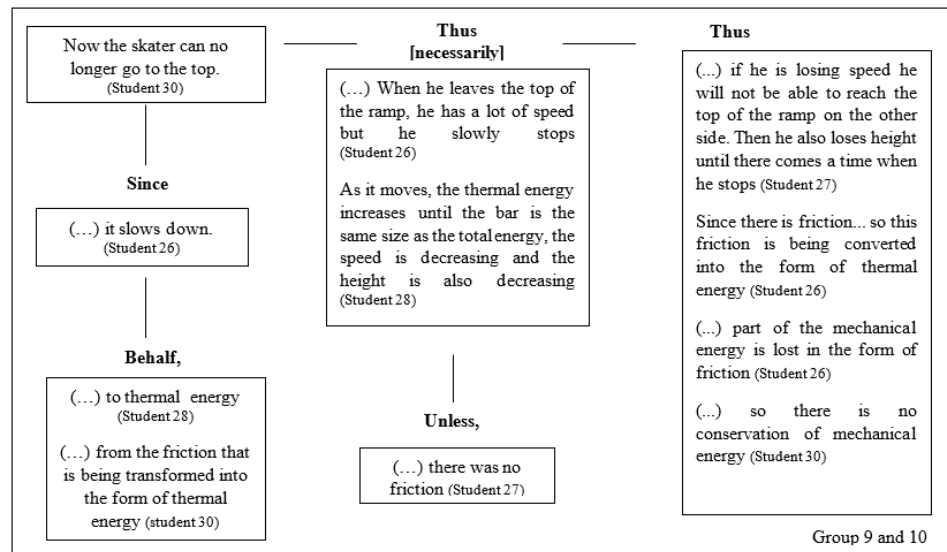 Now the skater can no
longer go to the top.
(Student 30)
Since
(…) it slows down.
(Student 26)
Behalf,
(…) to thermal energy
(Student 28)
(…) from the friction that
is being transformed into
the form of thermal
energy (student 30)
Thus
[necessarily]
(…) When he leaves the top of
the ramp, he has a lot of speed
but he slowly stops
(Student 26)
As it moves, the thermal energy
increases until the bar is the
same size as the total energy, the
speed is decreasing and the
height is also decreasing
(Student 28)
Unless,
(…) there was no
friction (Student 27)
Thus
(...) if he is losing speed he
will not be able to reach the
top of the ramp on the other
side. Then he also loses height
until there comes a time when
he stops (Student 27)
Since there is friction... so this
friction is being converted
into the form of thermal
energy (Student 26)
(...) part of the mechanical
energy is lost in the form of
friction (Student 26)
(...) so there is no
conservation of mechanical
energy (Student 30)
Group 9 and 10